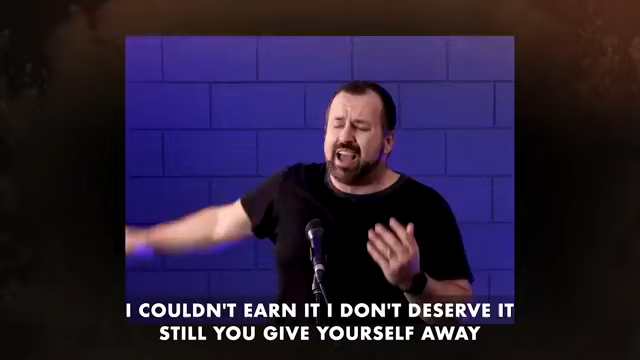 I COULDN'T EARN IT I DON'T DESERVE IT
STILL YOU GIVE YOURSELF AWAY